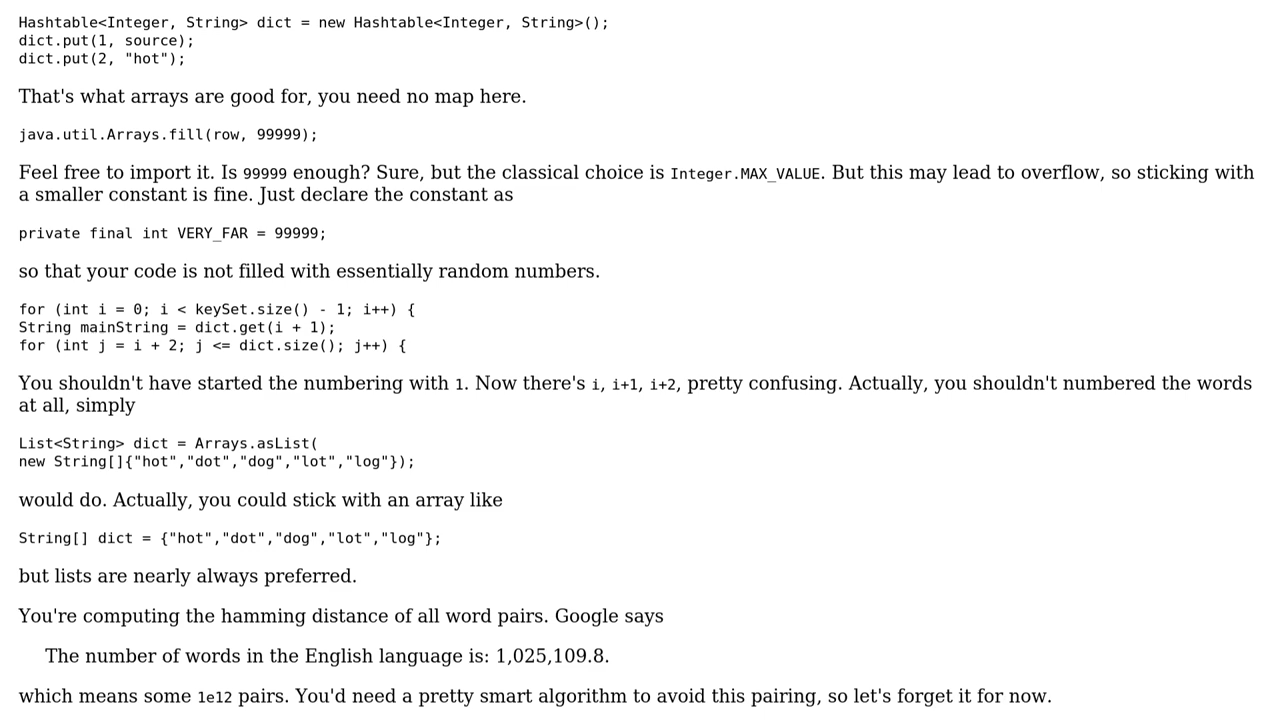 Hashtable<Integer, String> dict = new Hashtable<Integer, String>();
dict.put(1, source);
dict.put(2, "hot");
That's what arrays are good for, you need no map here.
java.util.Arrays.fill(row, 99999);
Feel free to import it. Is 99999 enough? Sure, but the classical choice is Integer.MAX_VALUE. But this may lead to overflow, so sticking with
a smaller constant is fine. Just declare the constant as
private final int VERY_FAR = 99999;
so that your code is not filled with essentially random numbers.
for (int i = 0; i < keySet.size() - 1; i++) {
String mainString = dict.get(i + 1);
for (int j = i + 2; j <= dict.size(); j++) {
You shouldn't have started the numbering with 1. Now there's i, i+1, i+2, pretty confusing. Actually, you shouldn't numbered the words
at all, simply
List<String> dict = Arrays.asList(
new String[]{"hot","dot","dog","lot","log"});
would do. Actually, you could stick with an array like
String[] dict = {"hot","dot","dog","lot","log"};
but lists are nearly always preferred.
You're computing the hamming distance of all word pairs. Google says
The number of words in the English language is: 1,025,109.8.
which means some 1e12 pairs. You'd need a pretty smart algorithm to avoid this pairing, so let's forget it for now.